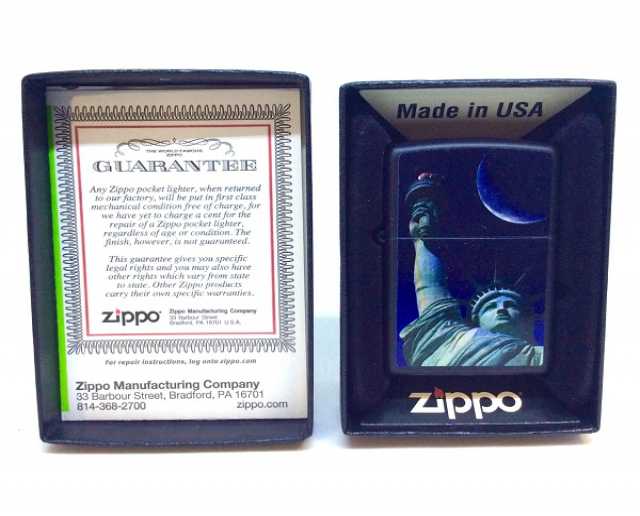 THE WORLD FAMOUS
ZIPPO
GUARANTEE
Any Zippo pocket lighter, when returned
to our factory, will be put in first class
mechanical condition free of charge, for
we have yet to charge a cent for the
repair of a Zippo pocket lighter,
regardless of age or condition. The
finish, however, is not guaranteed.
This guarantee gives you specific
legal rights and you may also have
other rights which vary from state
to state. Other Zippo products
carry their own specific warranties.
zippo
Zippo Manufacturing Company
33 Barbour Street
Bradford, PA 16701 U.S.A.
For repair instructions, log onto zippo.com.
Zippo Manufacturing Company
33 Barbour Street, Bradford, PA 16701
814-368-2700 zippo.com
Made in USA
zippo